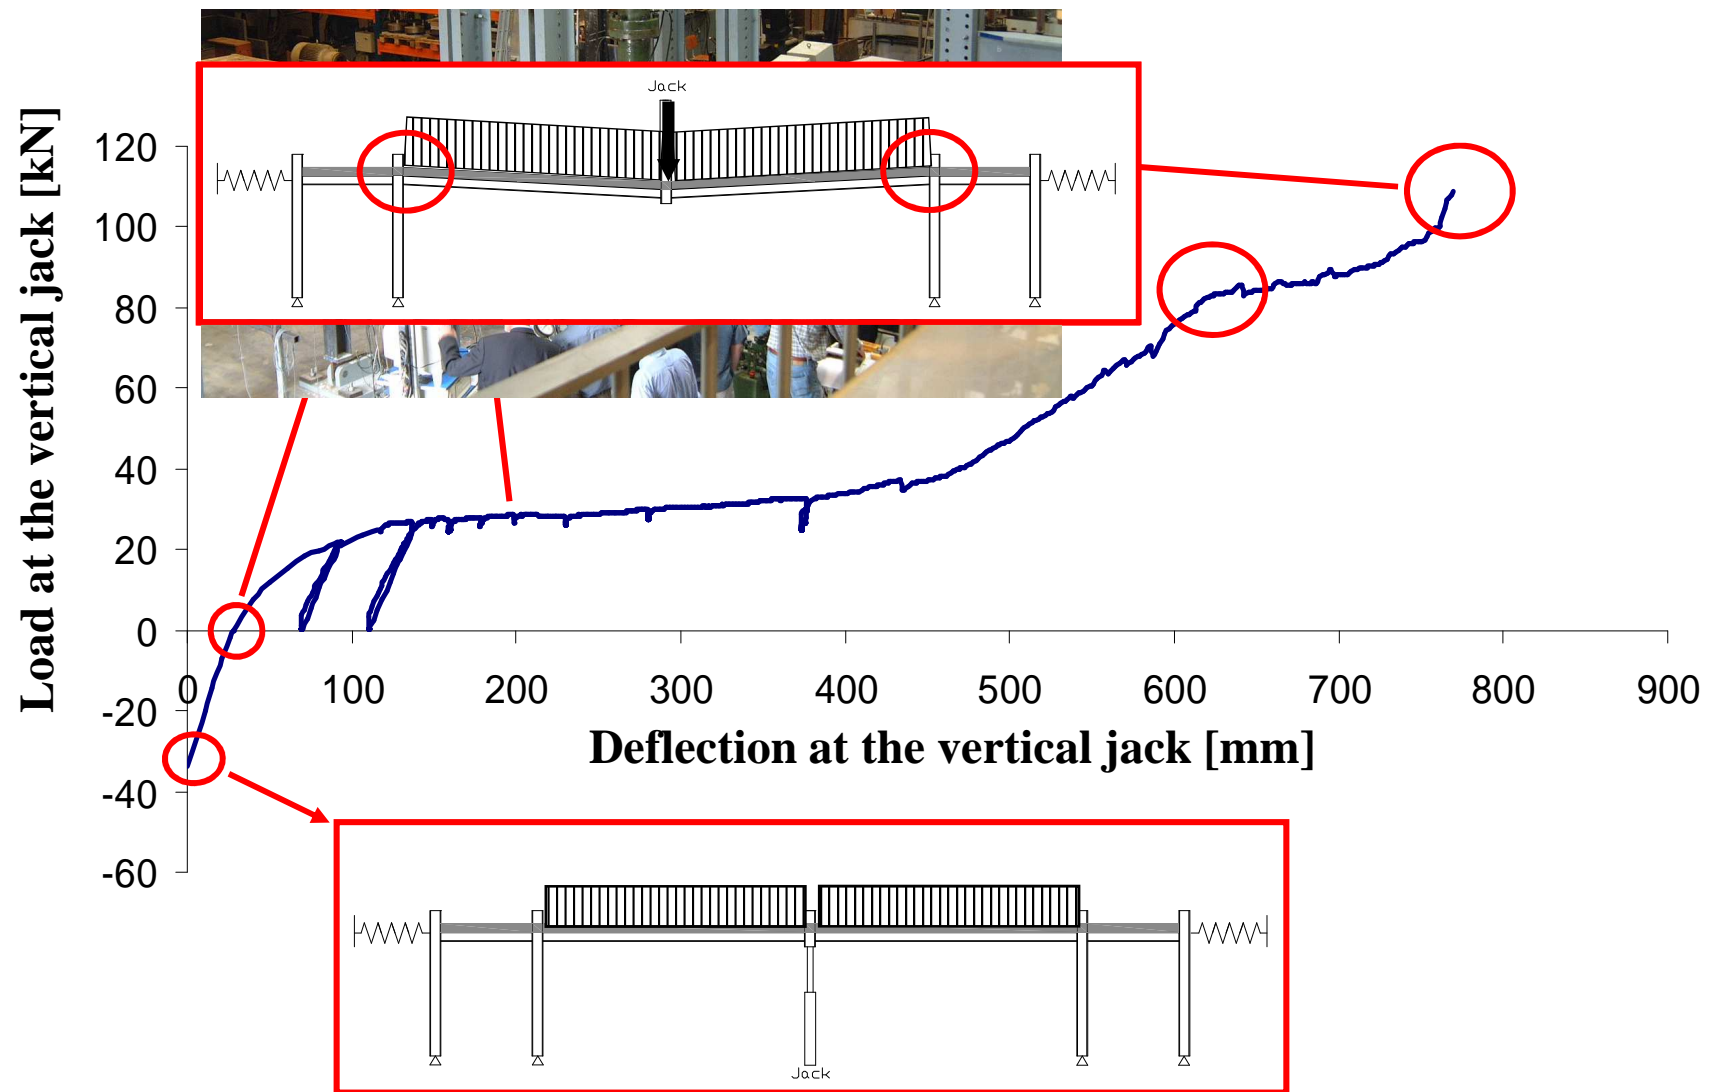 Jack
Load at the vertical jack [kN]
120
100
80
60
40
20
0
-20
-40
-60
0 100 200 300 400 500 600 700 800 900
Deflection at the vertical jack [mm]
Jack